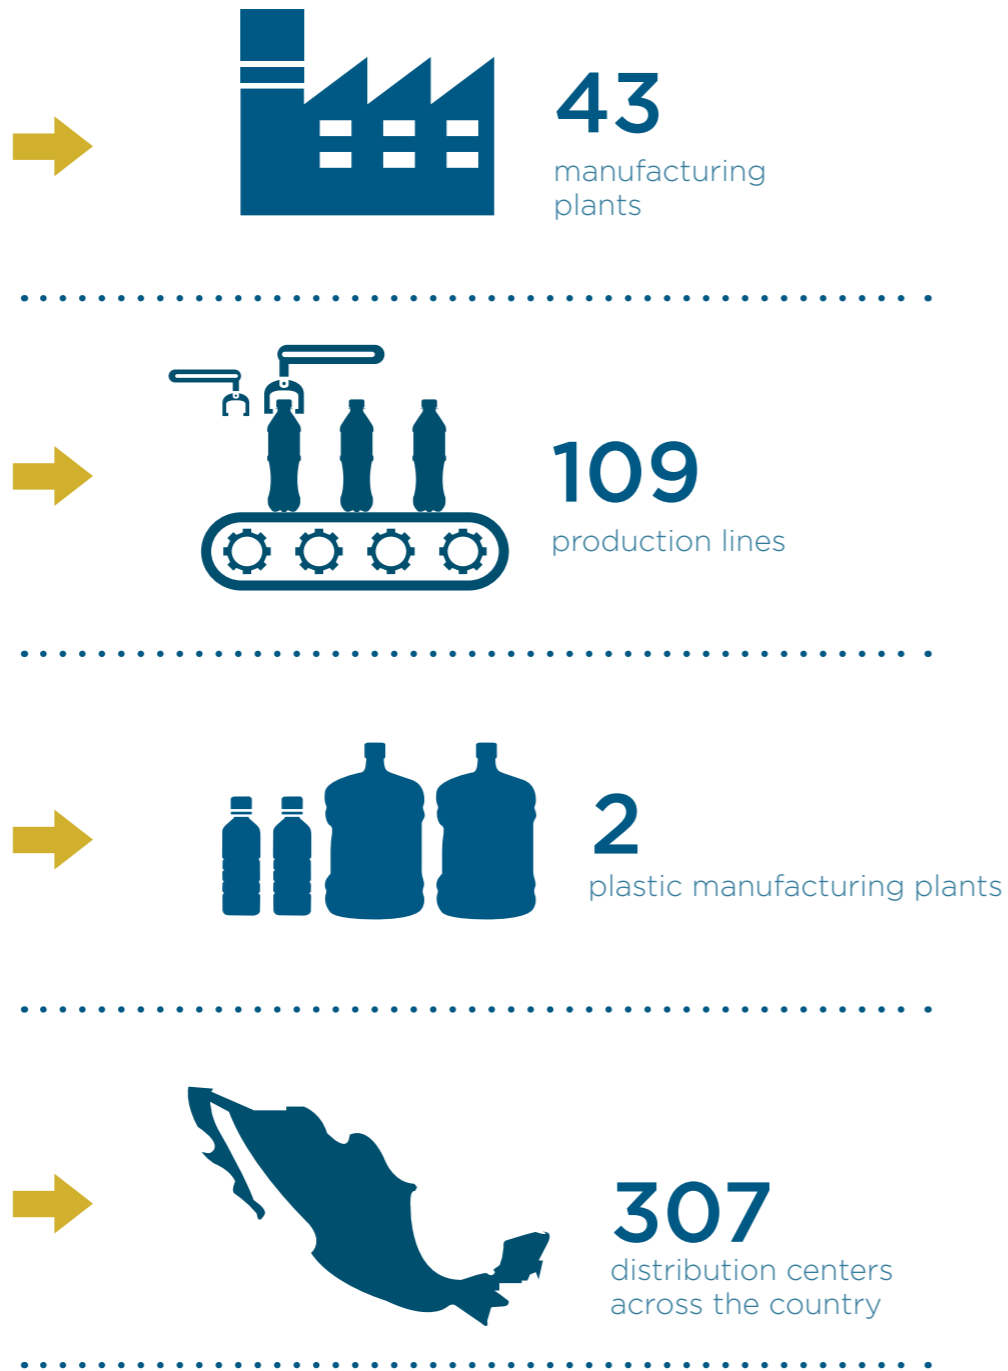 43
manufacturing
plants
109
production lines
2
plastic manufacturing plants
307
distribution centers
across the country